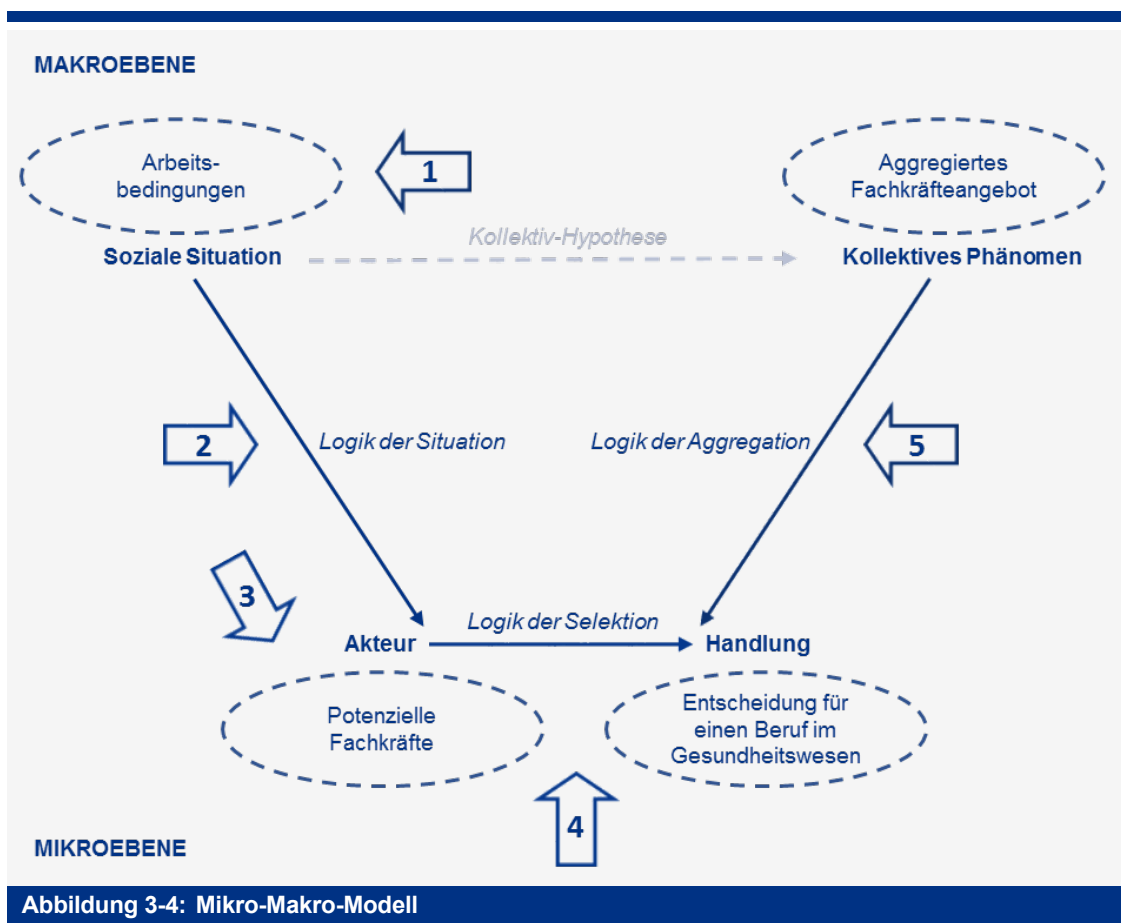 MAKROEBENE
Arbeits-
bedingungen
1
Aggregiertes
Fachkräfteangebot
Kollektiv-Hypothese
Soziale Situation
Kollektives Phänomen
2
Logik der Situation
Logik der Aggregation
5
3
Logik der Selektion
Akteur
Handlung
Potenzielle
Fachkräfte
Entscheidung für
einen Beruf im
Gesundheitswesen
4
MIKROEBENE
Abbildung 3-4: Mikro-Makro-Modell